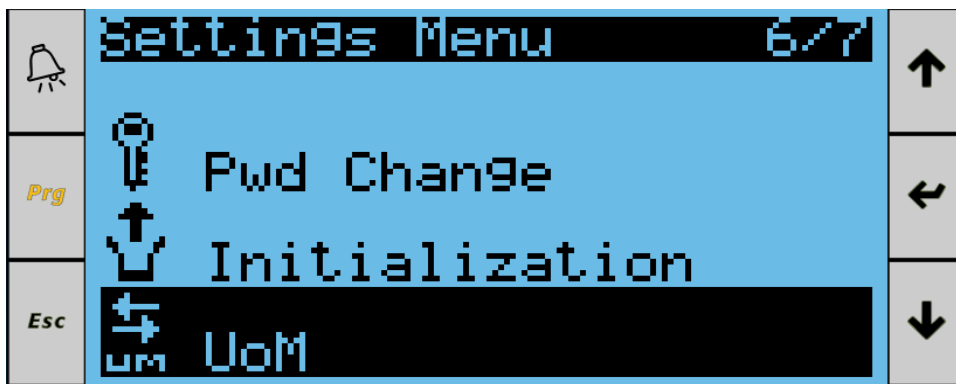 Settings Menu 6/7
Prg
Pwd Change
Initialization
Esc
um UoM